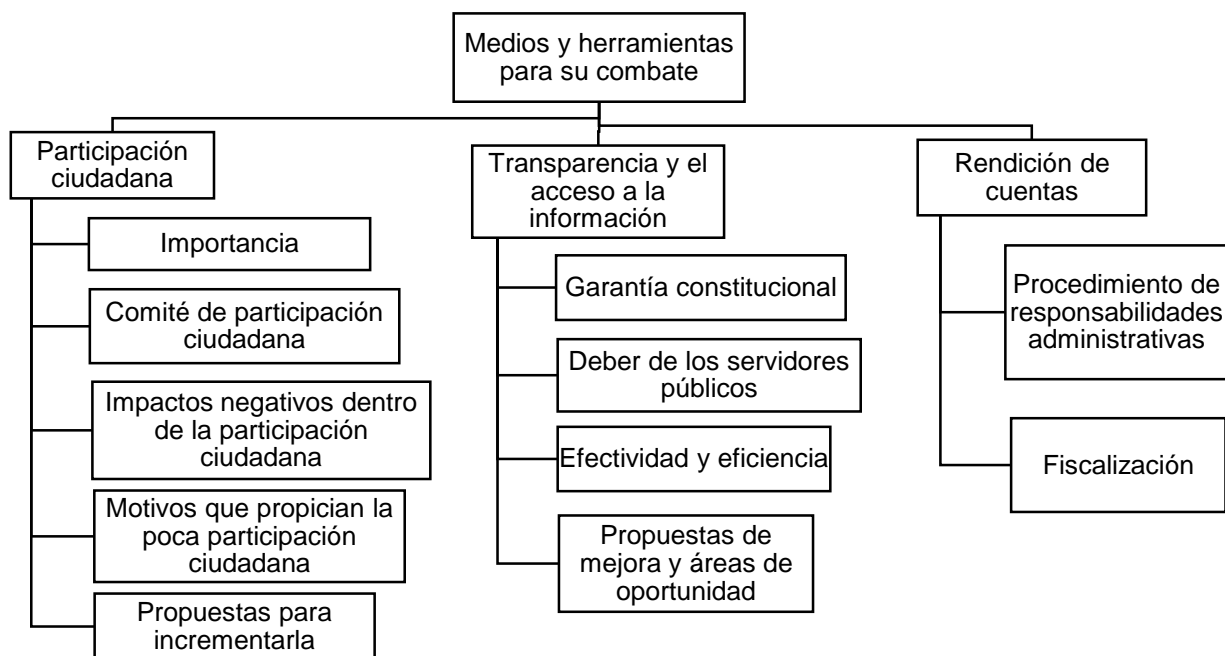 Medios y herramientas
para su combate
Participación
ciudadana
Importancia
Comité de participación
ciudadana
Impactos negativos dentro
de la participación
ciudadana
Motivos que propician la
poca participación
ciudadana
Propuestas para
incrementarla
Transparencia y el
acceso a la
información
Garantía constitucional
Deber de los servidores
públicos
Efectividad y eficiencia
Propuestas de
mejora y áreas de
oportunidad
Rendición de
cuentas
Procedimiento de
responsabilidades
administrativas
Fiscalización